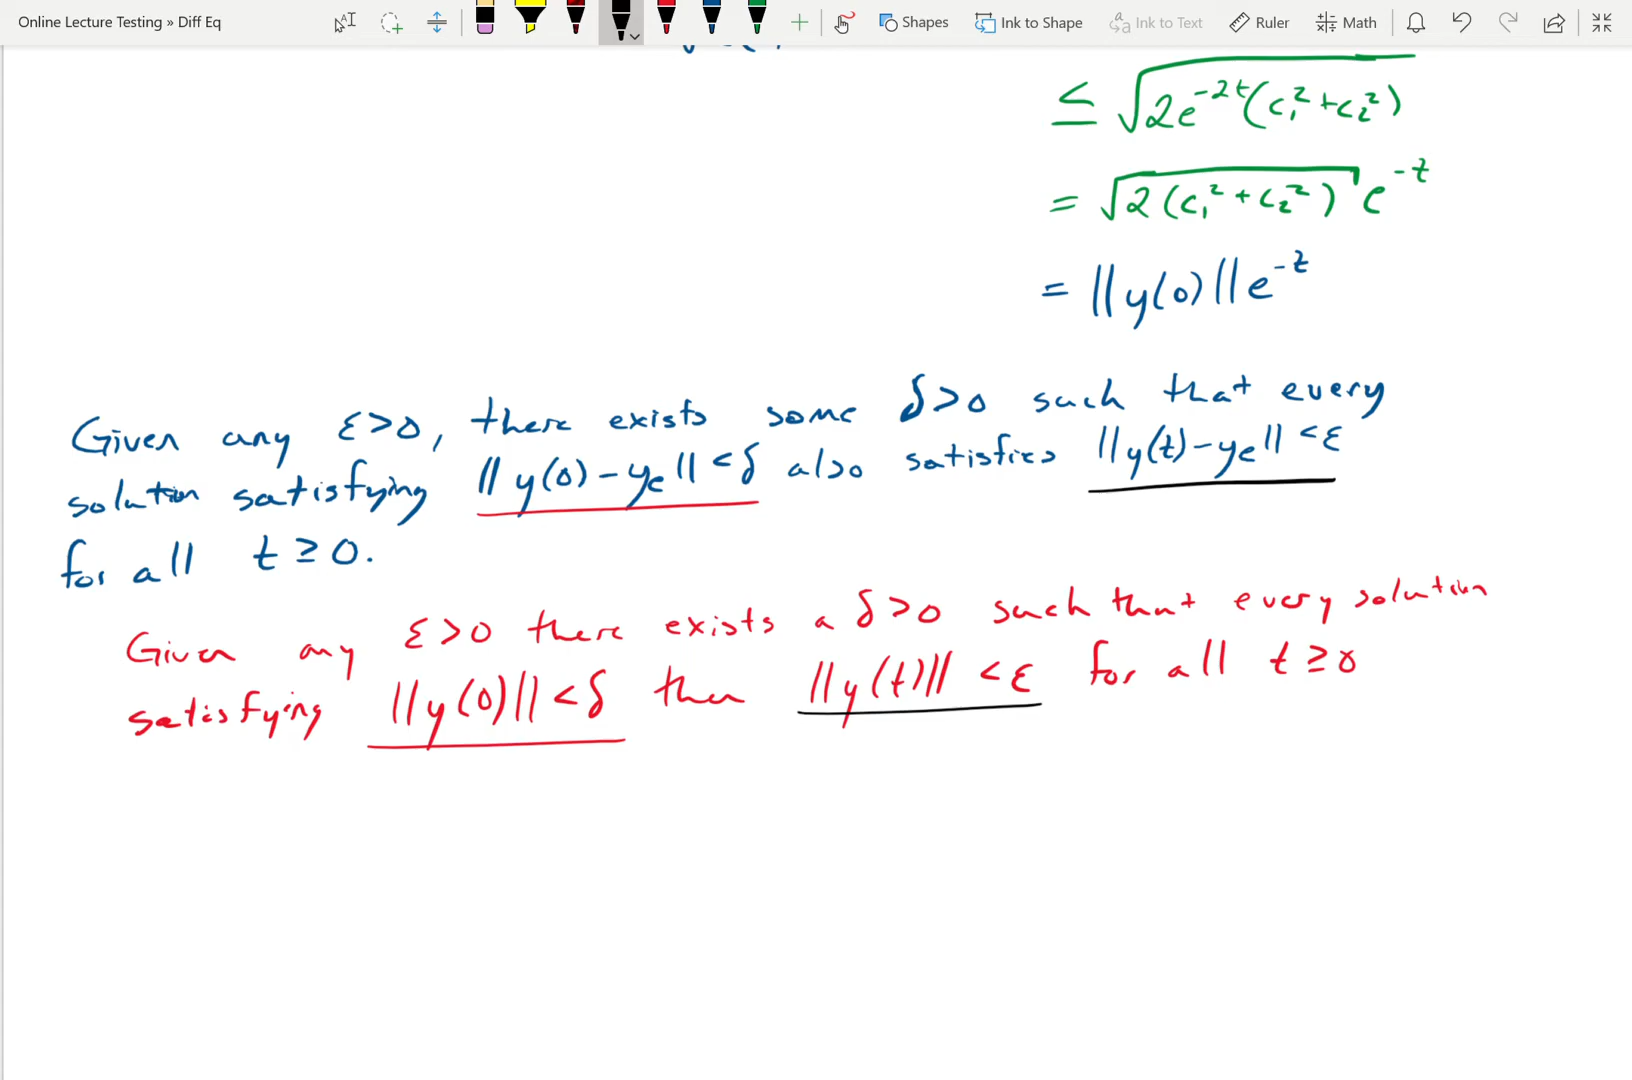 Online Lecture Testing » Diff Eq
Shapes
Ink to Shape
Ink to Text
Ruler
Math
≤ √2e^-2t(c₁²+c₂²)
= √2(c₁²+c₂²) e^-t
= ||y(0)||e^-t
Given any ε>0, there exists some δ>0 such that every
solution satisfying ||y(0)-yₑ|| <δ also satisfies ||y(t)-yₑ|| <ε
for all t ≥ 0.
Given any ε>0 there exists a δ>0 such that every solution
satisfying ||y(0)|| <δ then ||y(t)|| <ε for all t ≥ 0